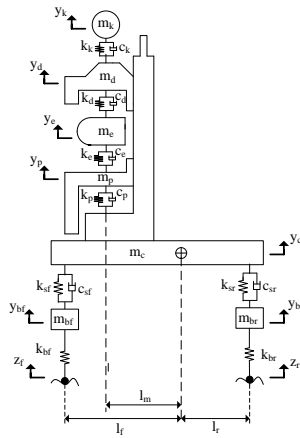 y_k m_k
k_k c_k
y_d m_d
k_d c_d
y_e m_e
k_e c_e
y_p m_p
k_p c_p
m_c y_c
k_sf c_sf k_sr c_sr
y_bf m_bf m_br y_b
k_bf k_br
z_f l z_r
l_m
l_f l_r